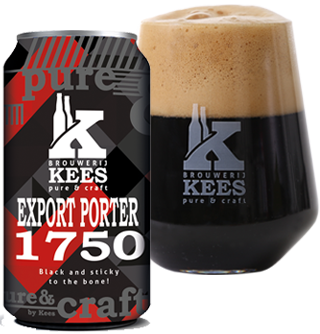 pure
BROUWERIJ
KEES
pure & craft
EXPORT PORTER
1750
Black and sticky
to the bone!
pure&
by Kees
craft
BROUWERIJ
KEES
pure & craft